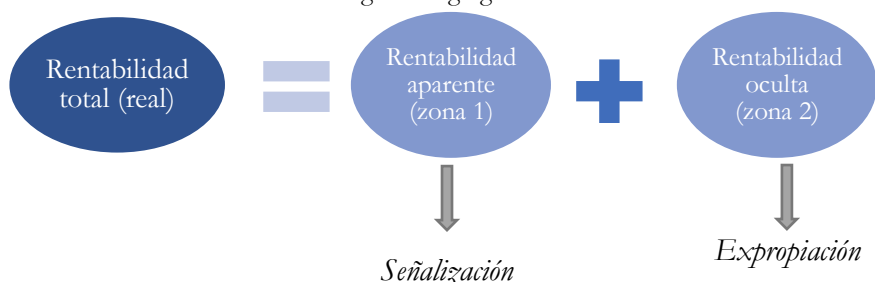 Rentabilidad
total (real)
Rentabilidad
aparente
(zona 1)
Rentabilidad
oculta
(zona 2)
Señalización
Expropiación